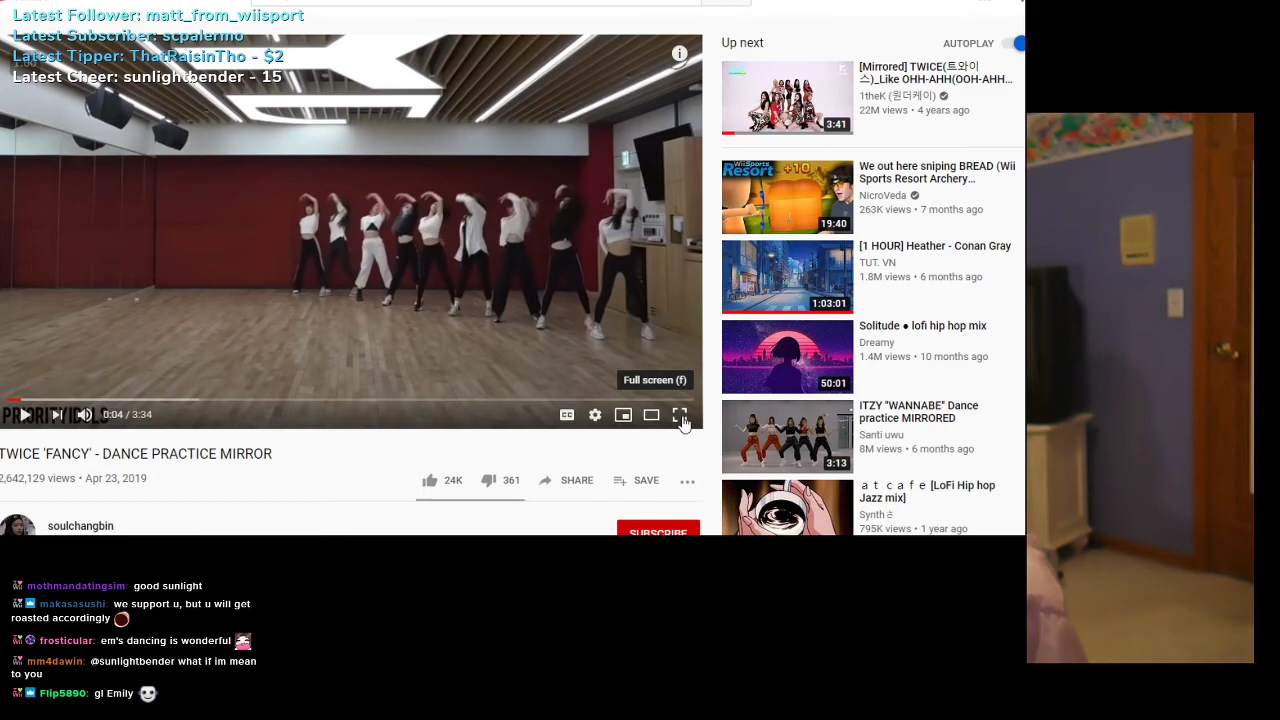 Latest Follower: matt_from_wiisport
Latest Subscriber: scpalermo
Latest Tipper: ThatRaisinTho - $2
Latest Cheer: sunlightbender - 15
Full screen (f)
0:04 / 3:34
TWICE 'FANCY' - DANCE PRACTICE MIRROR
2,642,129 views • Apr 23, 2019
24K
361
SHARE
SAVE
soulchangbin
SUBSCRIBE
Up next
AUTOPLAY
[Mirrored] TWICE(트와이
스)_Like OHH-AHH(OOH-AHH...
1theK (원더케이)
22M views • 4 years ago
3:41
WiiSports
Resort
+10
We out here sniping BREAD (Wii
Sports Resort Archery...
NicroVeda
263K views • 7 months ago
19:40
[1 HOUR] Heather - Conan Gray
TUT. VN
1.8M views • 6 months ago
1:03:01
Solitude ● lofi hip hop mix
Dreamy
1.4M views • 10 months ago
50:01
ITZY "WANNABE" Dance
practice MIRRORED
Santi uwu
8M views • 6 months ago
3:13
ａｔ ｃａｆｅ [LoFi Hip hop
Jazz mix]
795K views • 1 year ago
mothmandatingsim: good sunlight
makasasushi: we support u, but u will get
roasted accordingly
frosticular: em's dancing is wonderful
mm4dawin: @sunlightbender what if im mean
to you
Flip5890: gl Emily